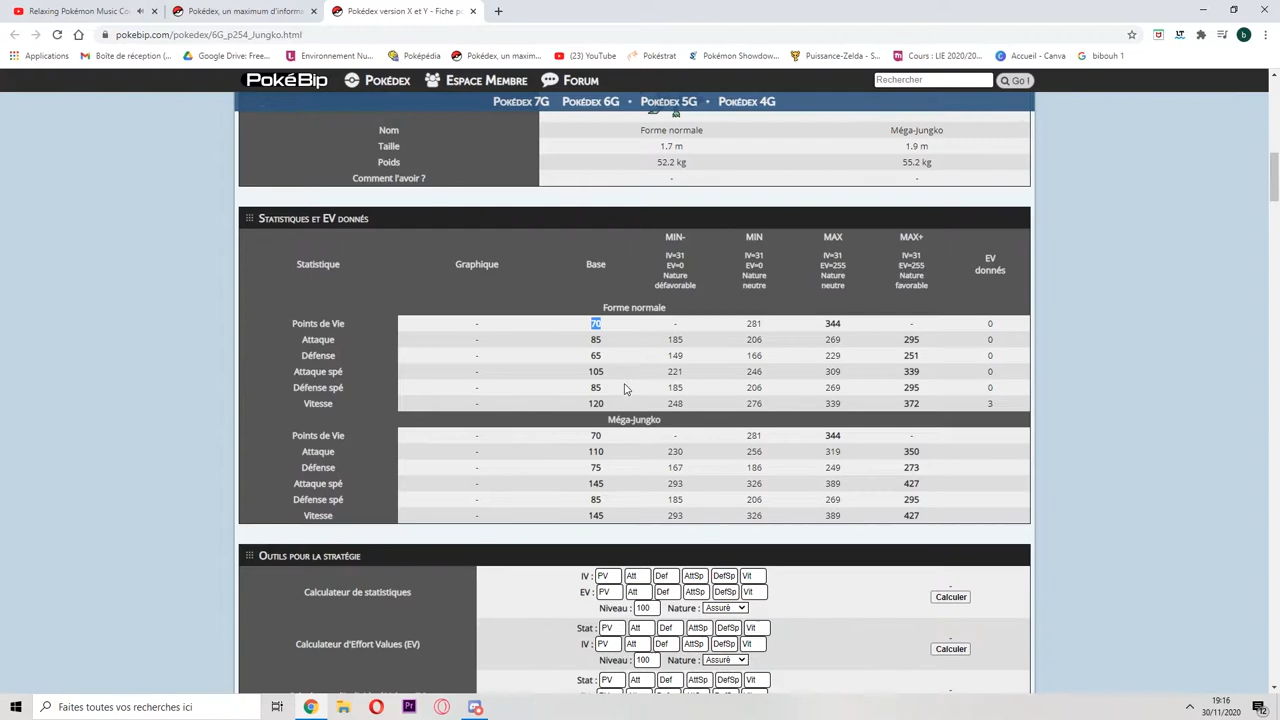 Relaxing Pokémon Music Co
Pokédex, un maximum d'informe
Pokédex version X et Y - Fiche po
pokebip.com/pokedex/6G_p254_Jungko.html
Applications
Boîte de réception (...
Google Drive: Free...
Environnement Nu...
Poképédia
Pokédex, un maxim...
(23) YouTube
Pokéstrat
Pokémon Showdow...
Puissance-Zelda - S...
Cours : LIE 2020/20...
Accueil - Canva
bibouh 1
PokéBip
Pokédex
Espace Membre
Forum
Rechercher
Go !
Pokédex 7G
Pokédex 6G
Pokédex 5G
Pokédex 4G
Nom Forme normale Méga-Jungko
Taille 1.7 m 1.9 m
Poids 52.2 kg 55.2 kg
Comment l'avoir ? - -
Statistiques et EV donnés
Statistique Graphique Base
MIN- IV=31 EV=0 Nature défavorable
MIN IV=31 EV=0 Nature neutre
MAX IV=31 EV=255 Nature neutre
MAX+ IV=31 EV=255 Nature favorable
EV donnés
Forme normale
Points de Vie - 70 - 281 344 - 0
Attaque - 85 185 206 269 295 0
Défense - 65 149 166 229 251 0
Attaque spé - 105 221 246 309 339 0
Défense spé - 85 185 206 269 295 0
Vitesse - 120 248 276 339 372 3
Méga-Jungko
Points de Vie - 70 - 281 344 -
Attaque - 110 230 256 319 350
Défense - 75 167 186 249 273
Attaque spé - 145 293 326 389 427
Défense spé - 85 185 206 269 295
Vitesse - 145 293 326 389 427
Outils pour la stratégie
Calculateur de statistiques
IV : PV Att Def AttSp DefSp Vit
EV : PV Att Def AttSp DefSp Vit
Niveau : 100 Nature : Assuré
-
Calculer
Calculateur d'Effort Values (EV)
Stat : PV Att Def AttSp DefSp Vit
IV : PV Att Def AttSp DefSp Vit
Niveau : 100 Nature : Assuré
-
Calculer
Stat : PV Att Def AttSp DefSp Vit
-
Faites toutes vos recherches ici
19:16
30/11/2020
12